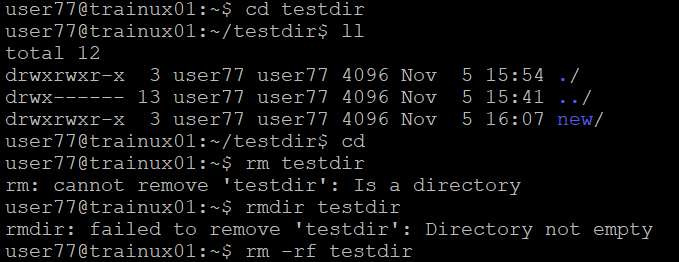 user77@trainux01:~$ cd testdir
user77@trainux01:~/testdir$ ll
total 12
drwxrwxr-x  3 user77 user77 4096 Nov  5 15:54 ./
drwx------ 13 user77 user77 4096 Nov  5 15:41 ../
drwxrwxr-x  3 user77 user77 4096 Nov  5 16:07 new/
user77@trainux01:~/testdir$ cd
user77@trainux01:~$ rm testdir
rm: cannot remove 'testdir': Is a directory
user77@trainux01:~$ rmdir testdir
rmdir: failed to remove 'testdir': Directory not empty
user77@trainux01:~$ rm -rf testdir